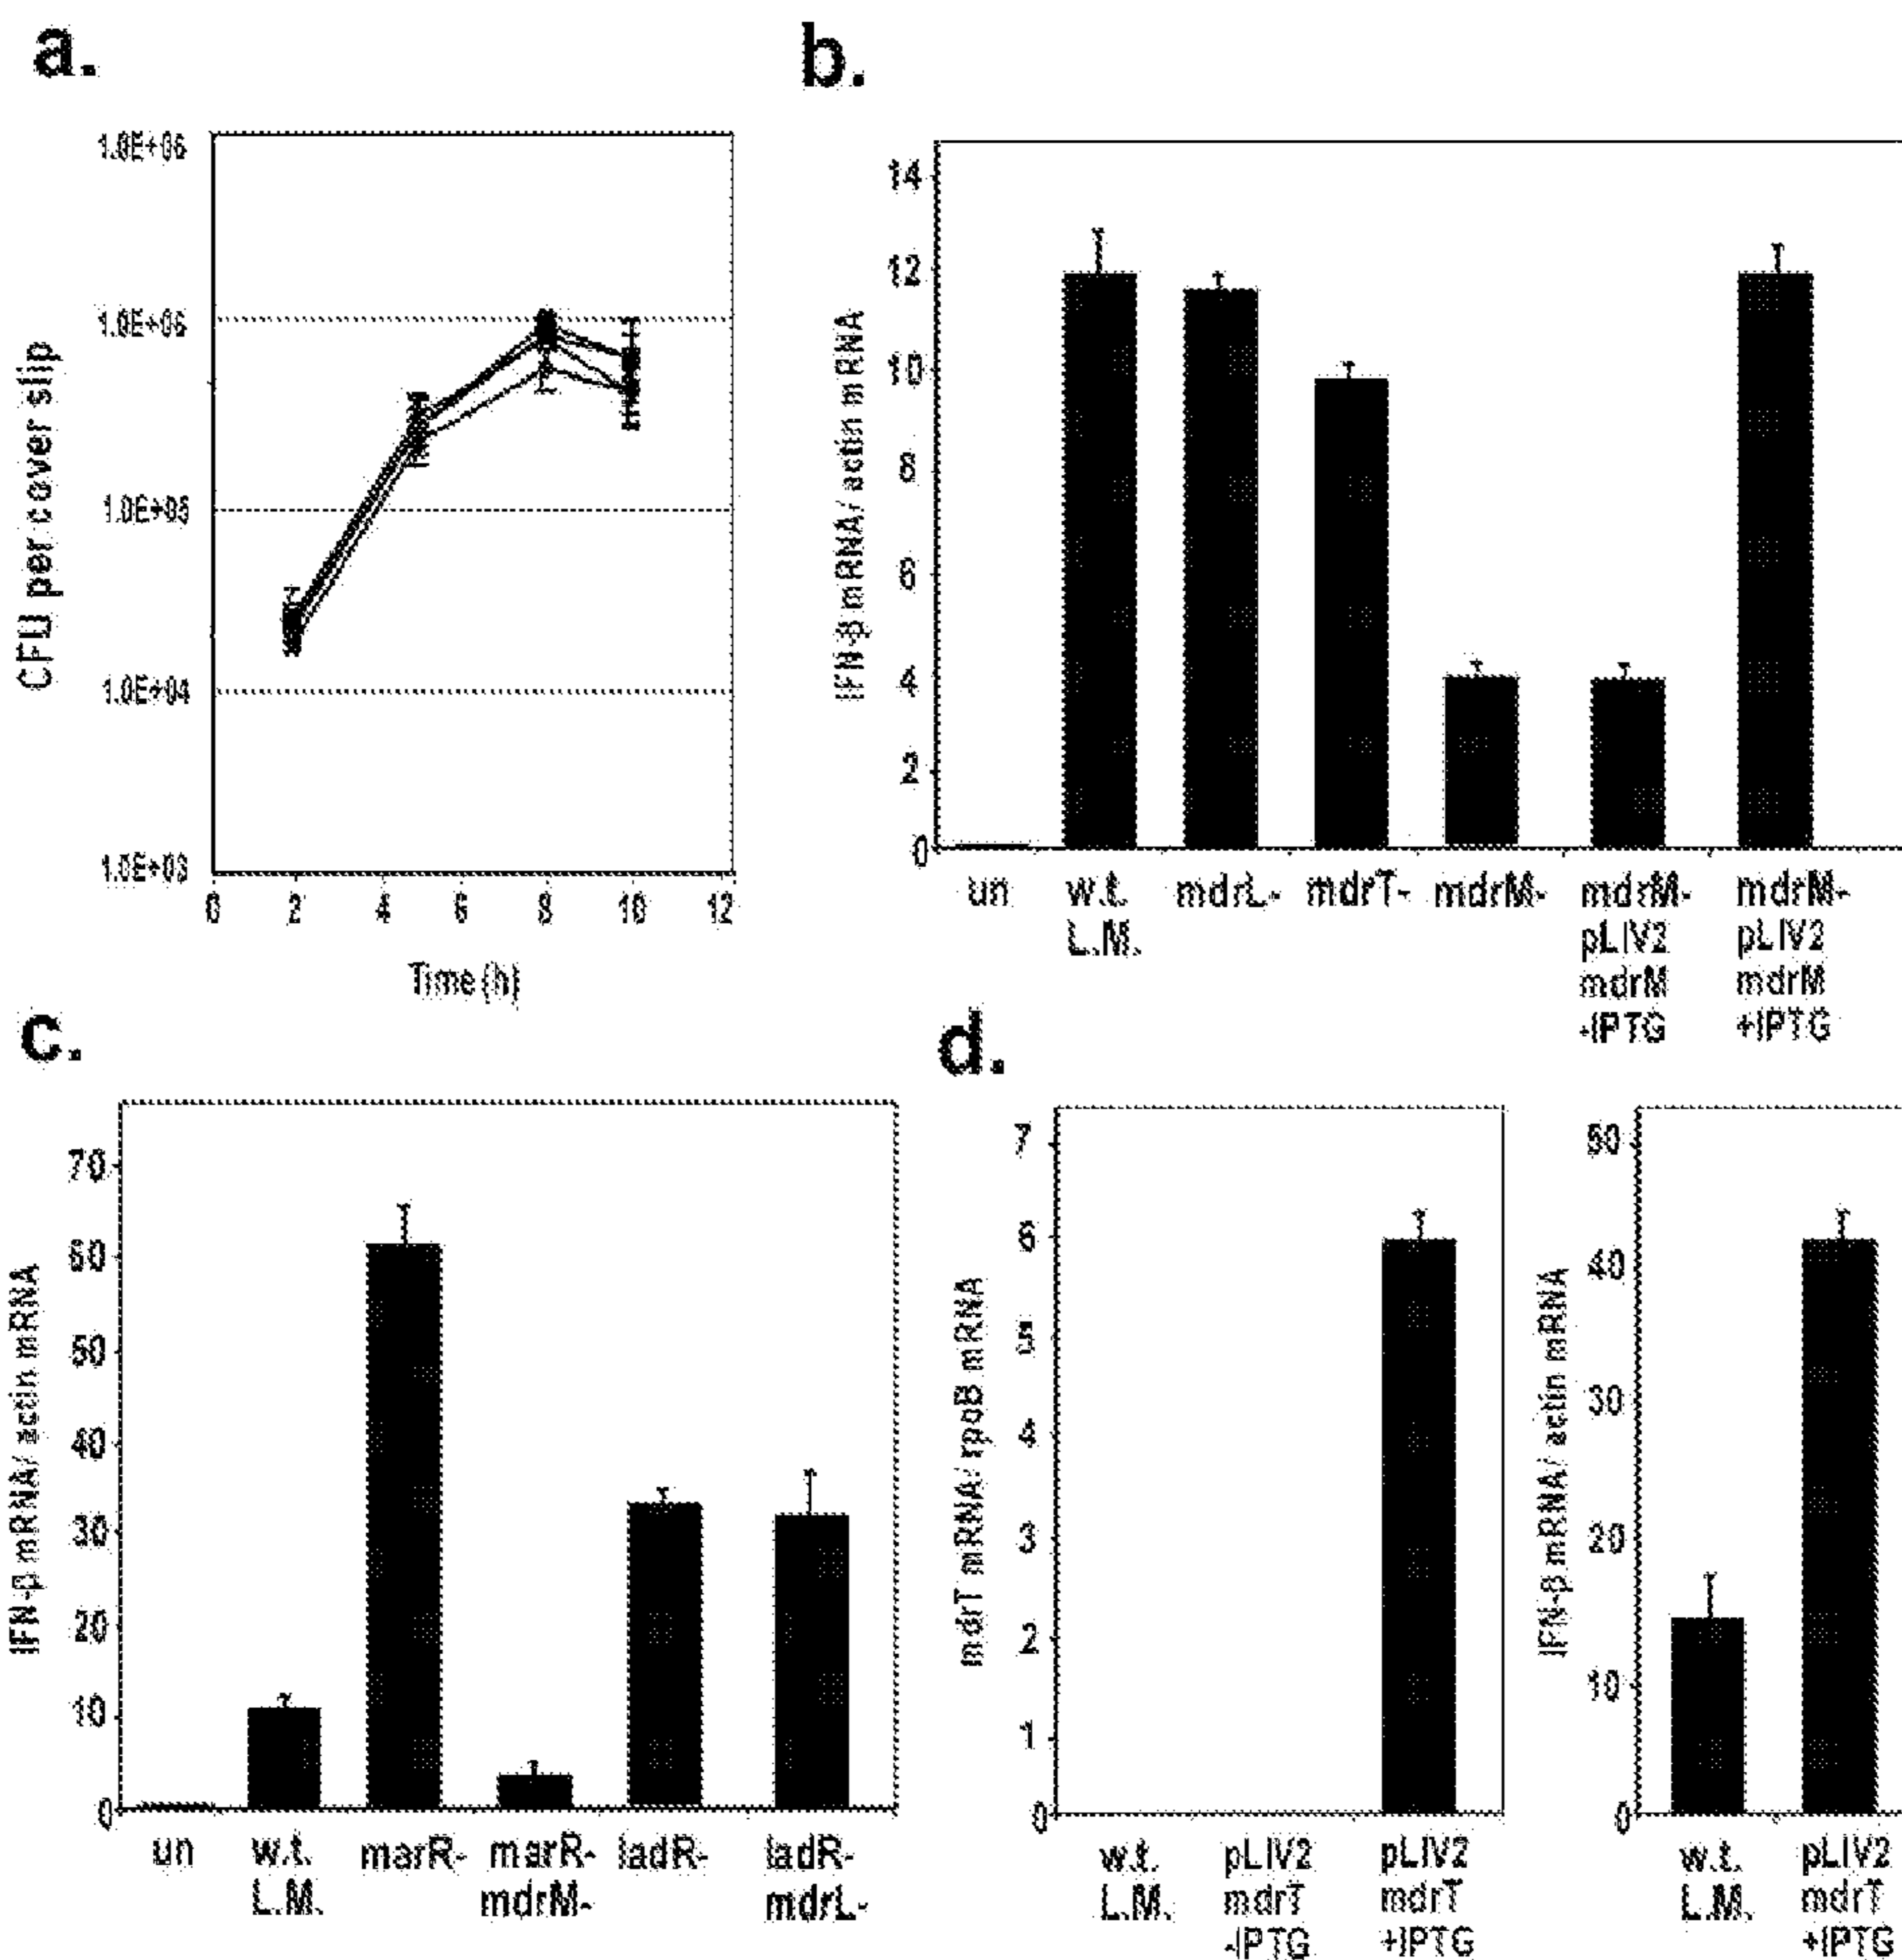 a.
CFU per cover slip
1.0E+06
1.0E+06
1.0E+05
1.0E+04
1.0E+03
0 2 4 6 8 10 12
Time (h)
b.
IFN-β mRNA/ actin mRNA
14
12
10
8
6
4
2
0
un w.t. L.M. mdrL- mdrT- mdrM- mdrM- pLIV2 mdrM -IPTG mdrM- pLIV2 mdrM +IPTG
c.
IFN-β mRNA/ actin mRNA
70
60
50
40
30
20
10
0
un w.t. L.M. marR- marR- mdrM- ladR- ladR- mdrL-
d.
mdrT mRNA/ rpoB mRNA
7
6
5
4
3
2
1
0
w.t. L.M. pLIV2 mdrT -IPTG pLIV2 mdrT +IPTG
IFN-β mRNA/ actin mRNA
50
40
30
20
10
0
w.t. L.M. pLIV2 mdrT +IPTG